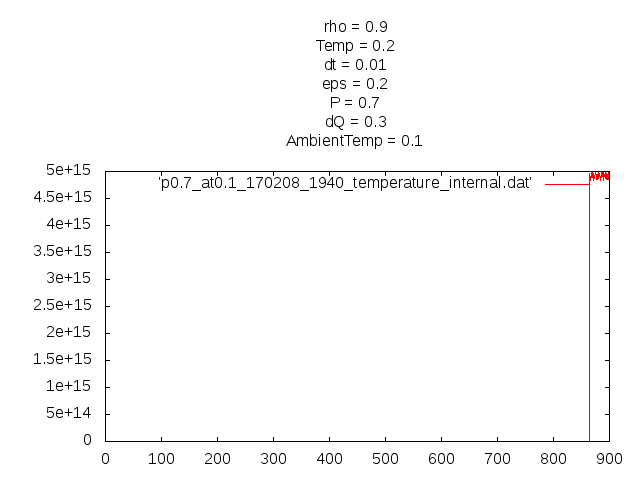 rho = 0.9
Temp = 0.2
dt = 0.01
eps = 0.2
P = 0.7
dQ = 0.3
AmbientTemp = 0.1
5e+15
'p0.7_at0.1_170208_1940_temperature_internal.dat'
4.5e+15
4e+15
3.5e+15
3e+15
2.5e+15
2e+15
1.5e+15
1e+15
5e+14
0
0 100 200 300 400 500 600 700 800 900